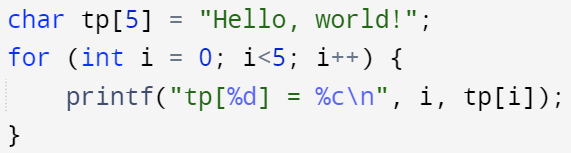 char tp[5] = "Hello, world!";
for (int i = 0; i<5; i++) {
    printf("tp[%d] = %c\n", i, tp[i]);
}